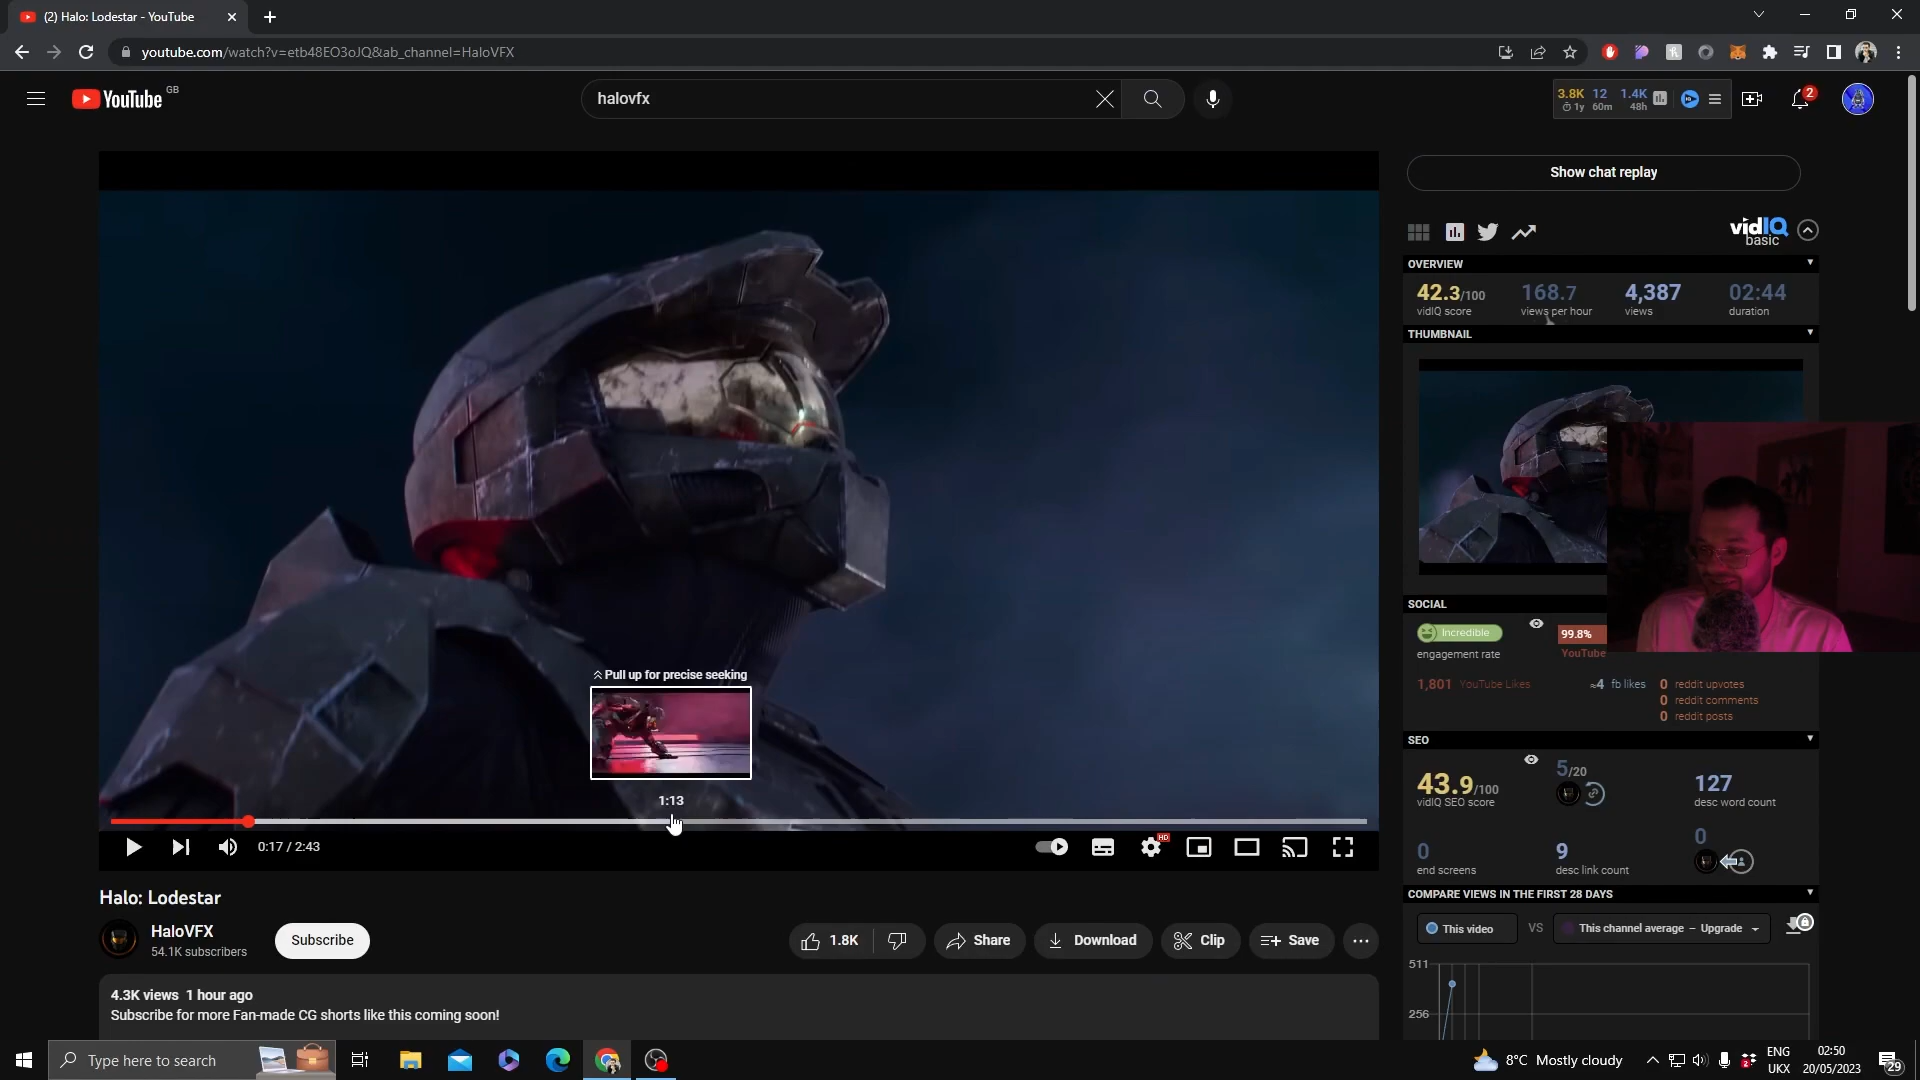 (2) Halo: Lodestar - YouTube
youtube.com/watch?v=etb48EO3oJQ&ab_channel=HaloVFX
YouTube GB
halovfx
3.8K 12 1.4K
1y 60m 48h
2
Show chat replay
vidIQ
basic
OVERVIEW
42.3/100 168.7 4,387 02:44
vidIQ score views per hour views duration
THUMBNAIL
SOCIAL
Incredible 99.8%
engagement rate YouTube
1,801 YouTube Likes ≈4 fb likes 0 reddit upvotes
0 reddit comments
0 reddit posts
SEO
43.9/100 5/20 127
vidIQ SEO score desc word count
0 9 0
end screens desc link count
COMPARE VIEWS IN THE FIRST 28 DAYS
This video VS This channel average – Upgrade
511
256
Pull up for precise seeking
1:13
0:17 / 2:43
HD
Halo: Lodestar
HaloVFX
54.1K subscribers
Subscribe
1.8K Share Download Clip Save
4.3K views 1 hour ago
Subscribe for more Fan-made CG shorts like this coming soon!
Type here to search
8°C Mostly cloudy
ENG
UKX
02:50
20/05/2023
29